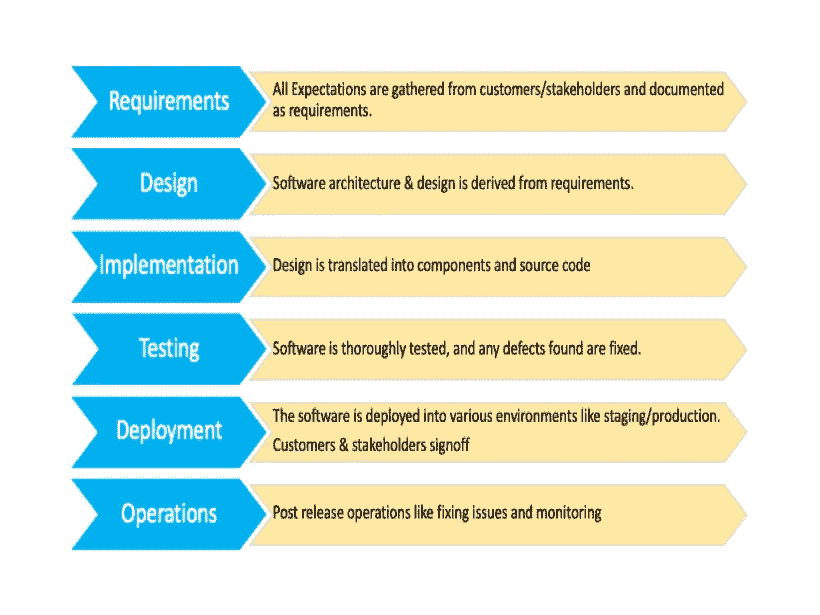 Requirements
All Expectations are gathered from customers/stakeholders and documented
as requirements.
Design
Software architecture & design is derived from requirements.
Implementation
Design is translated into components and source code
Testing
Software is thoroughly tested, and any defects found are fixed.
Deployment
The software is deployed into various environments like staging/production.
Customers & stakeholders signoff
Operations
Post release operations like fixing issues and monitoring